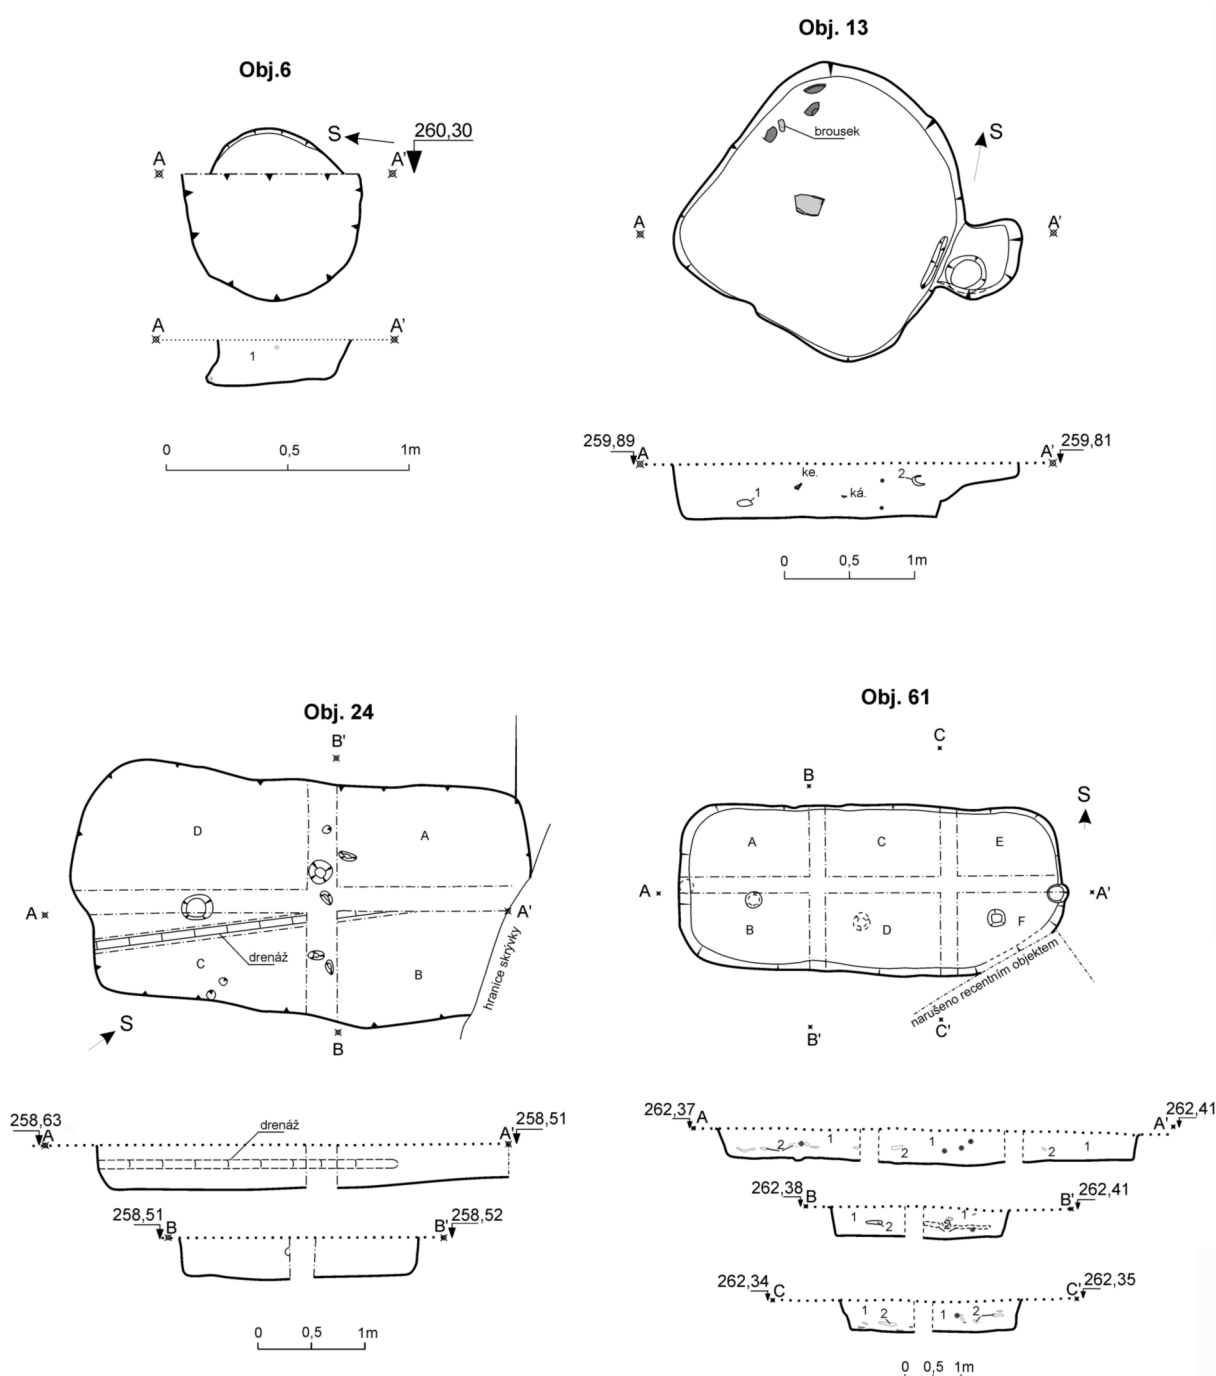 Obj.6
S
260,30
A
A'
A
A'
1
0
0,5
1m
Obj. 13
brousek
S
A
A'
259,89
A
A'
259,81
ke.
2
1
ká.
0
0,5
1m
Obj. 24
B'
D
A
A
A'
drenáž
C
B
hranice skrývky
S
B
258,63
A
drenáž
A'
258,51
258,51
B
B'
258,52
0
0,5
1m
Obj. 61
C
B
S
A
C
E
A
A'
B
D
F
narušeno recentním objektem
B'
C'
262,37
A
A'
262,41
2
1
2
1
2
1
262,38
B
B'
262,41
1
2
1
2
262,34
C
C'
262,35
1
2
1
2
0
0,5
1m